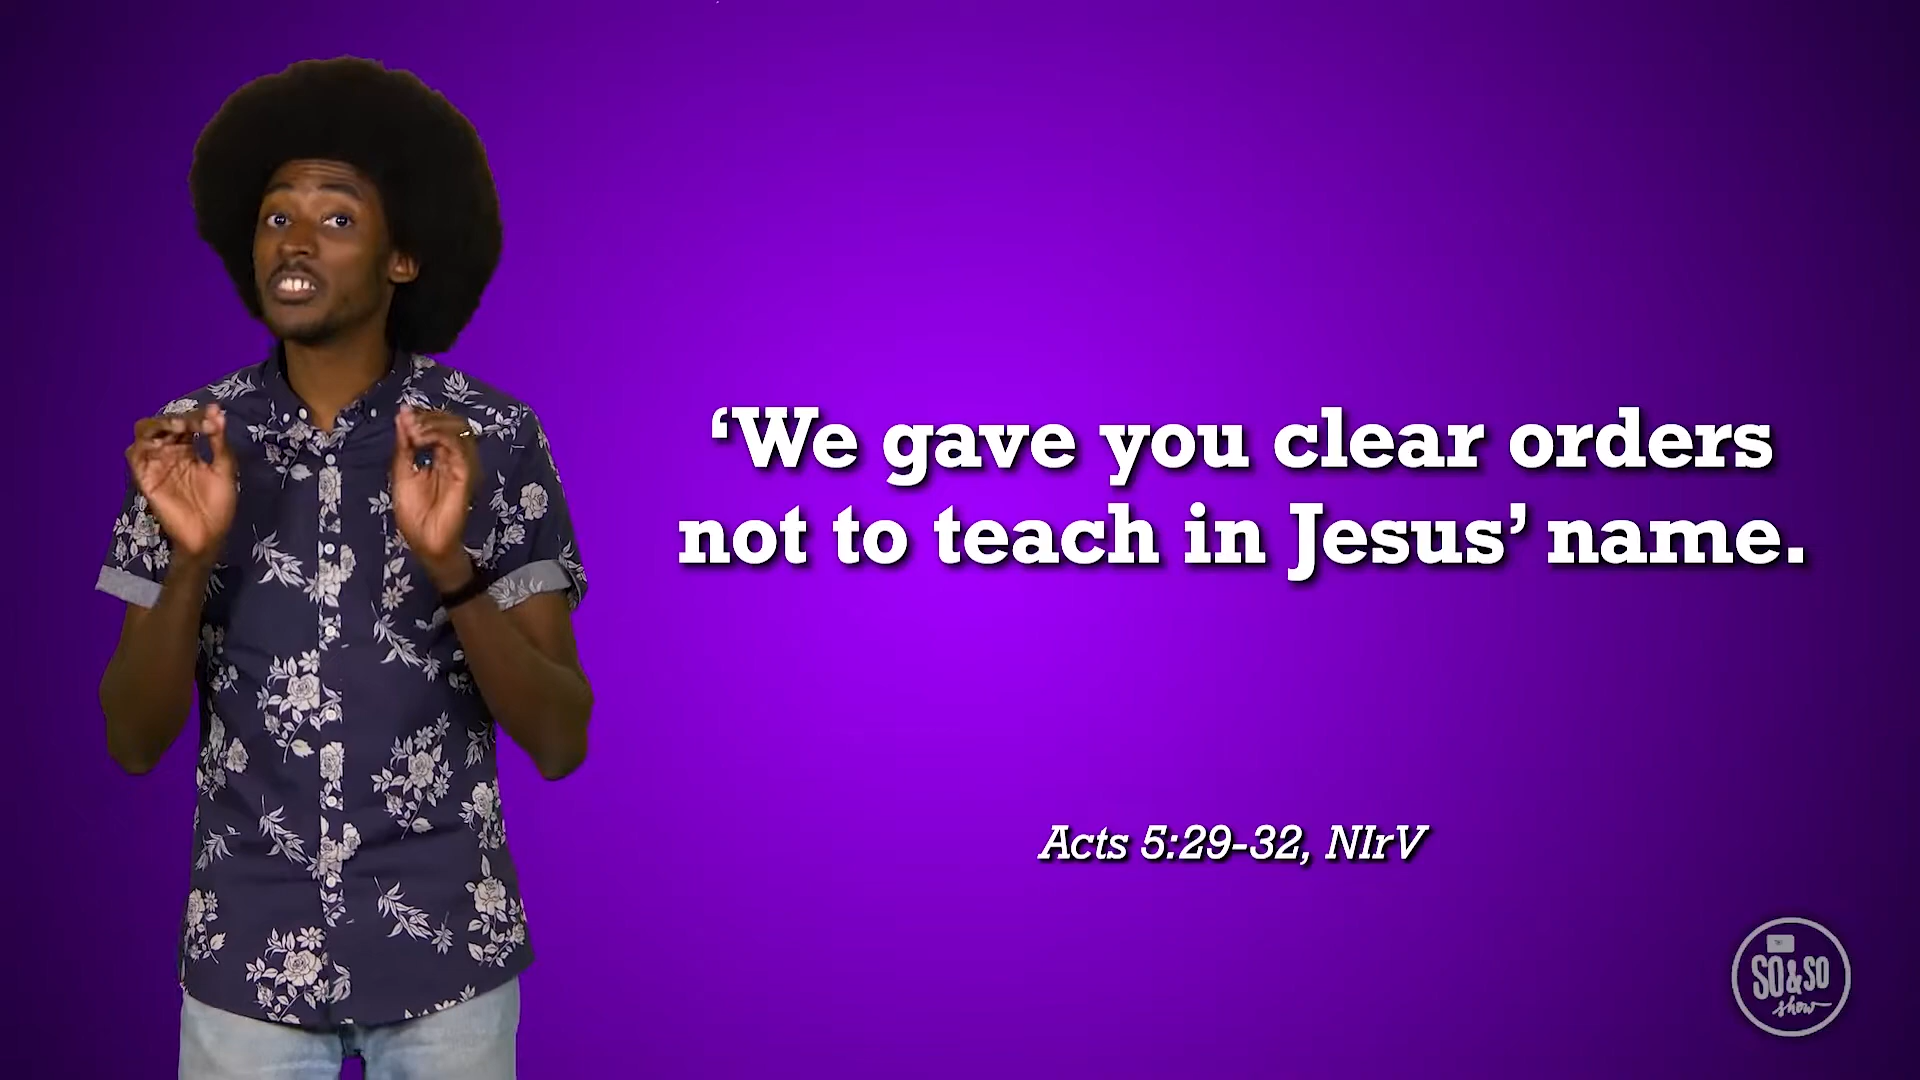 ‘We gave you clear orders
not to teach in Jesus’ name.
Acts 5:29-32, NIrV
SO&SO
show